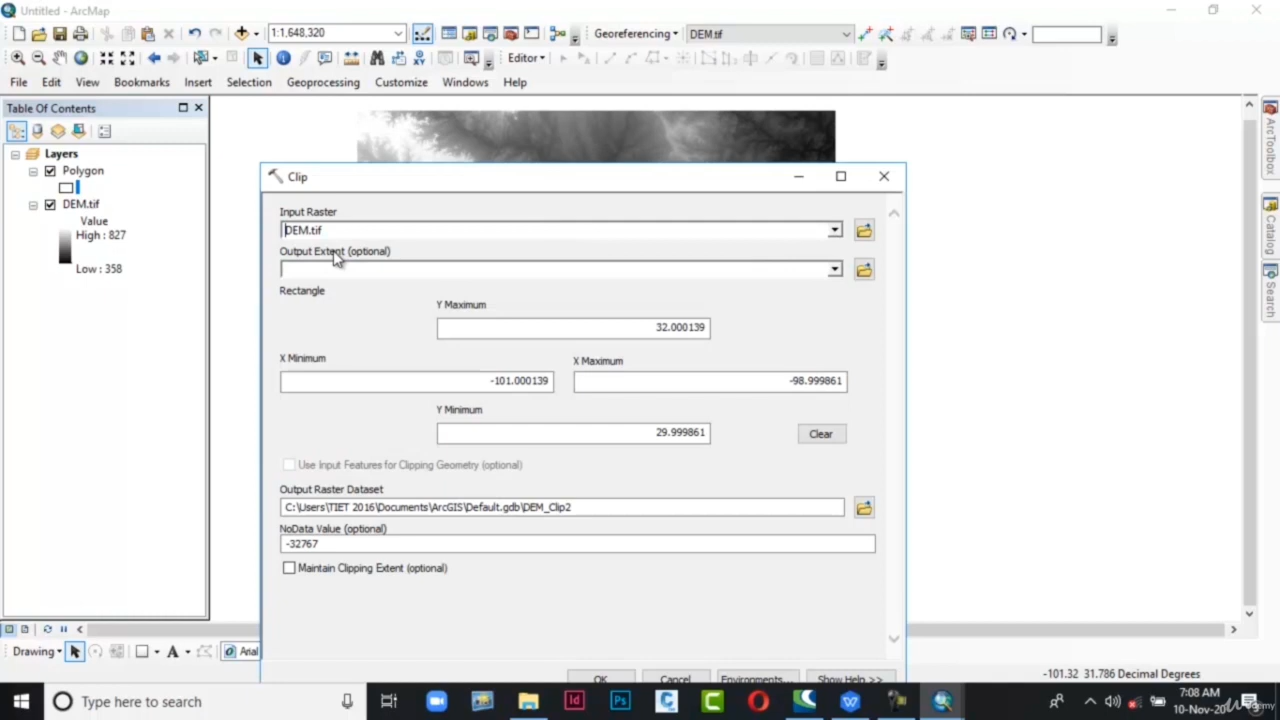 Untitled - ArcMap
1:1,648,320
Georeferencing
DEM.tif
Editor
File Edit View Bookmarks Insert Selection Geoprocessing Customize Windows Help
Table Of Contents
Layers
Polygon
DEM.tif
Value
High : 827
Low : 358
Clip
Input Raster
DEM.tif
Output Extent (optional)
Rectangle
Y Maximum
32.000139
X Minimum
X Maximum
-101.000139
-98.999861
Y Minimum
29.999861
Clear
Use Input Features for Clipping Geometry (optional)
Output Raster Dataset
C:\Users\TIET 2016\Documents\ArcGIS\Default.gdb\DEM_Clip2
NoData Value (optional)
-32767
Maintain Clipping Extent (optional)
OK Cancel Environments... Show Help >>
ArcToolbox
Catalog
Search
Drawing
A
Arial
-101.32 31.786 Decimal Degrees
Type here to search
Id
Ps
7:08 AM